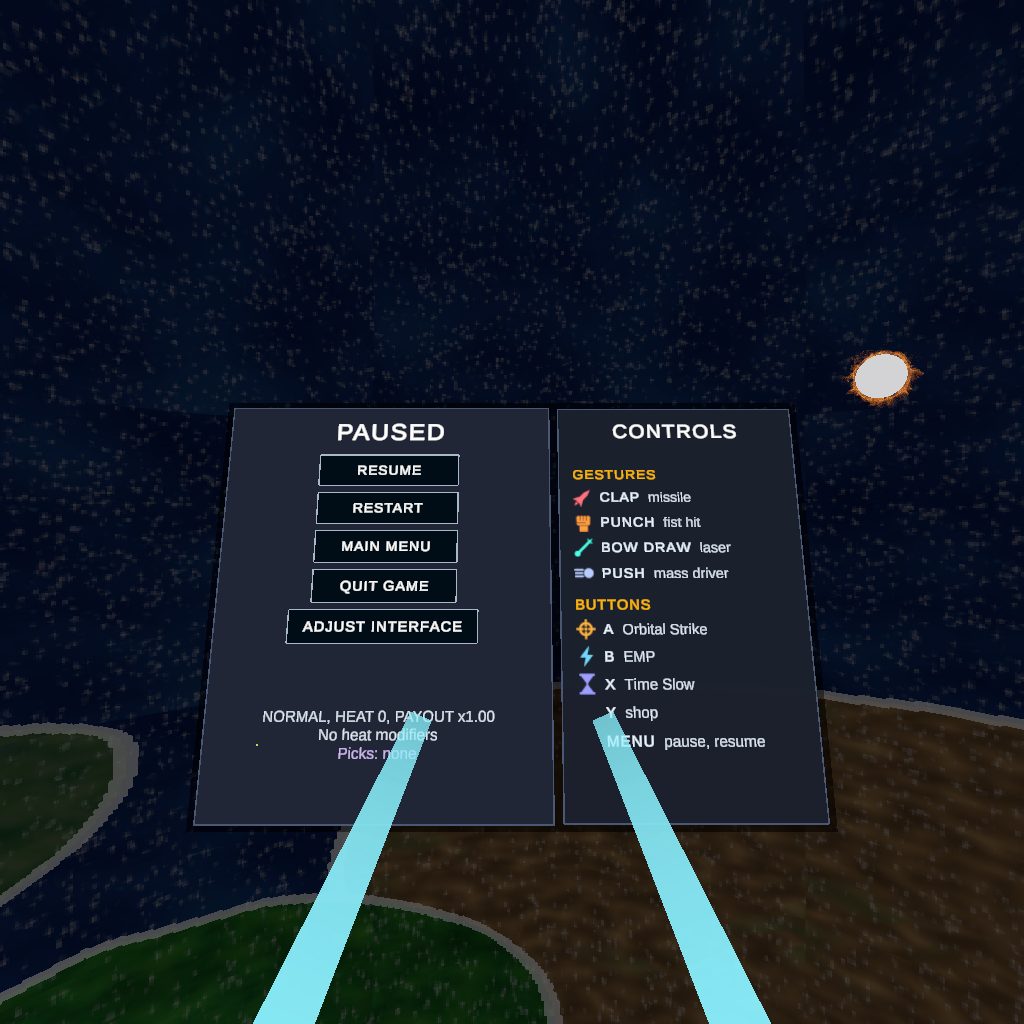 PAUSED
RESUME
RESTART
MAIN MENU
QUIT GAME
ADJUST INTERFACE
NORMAL, HEAT 0, PAYOUT x1.00
No heat modifiers
Picks: none
CONTROLS
GESTURES
CLAP missile
PUNCH fist hit
BOW DRAW laser
PUSH mass driver
BUTTONS
A Orbital Strike
B EMP
X Time Slow
Y shop
MENU pause, resume